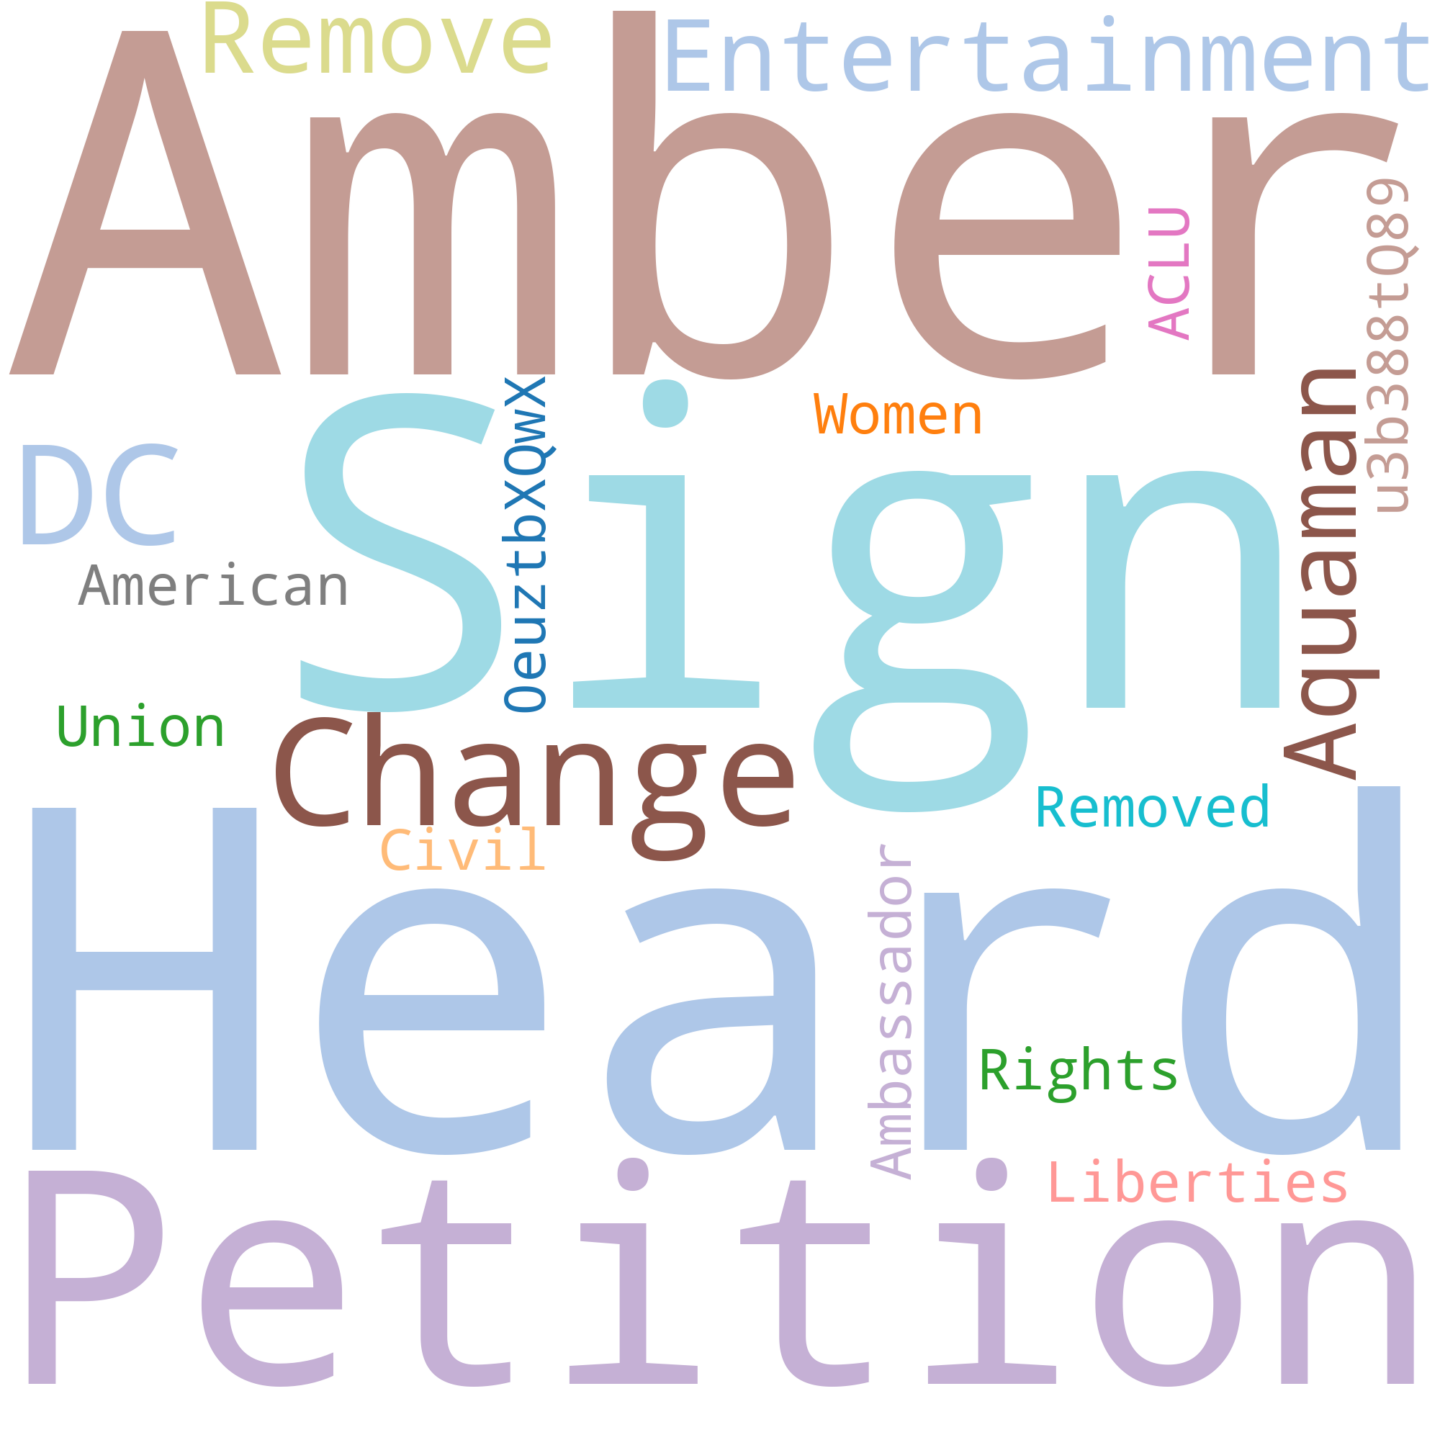 Remove
Entertainment
Amber
ACLU
u3b388tQ89
Women
OeuztbXQwX
Sign
DC
Aquaman
American
Union
Change
Removed
Civil
Heard
Ambassador
Rights
Liberties
Petition